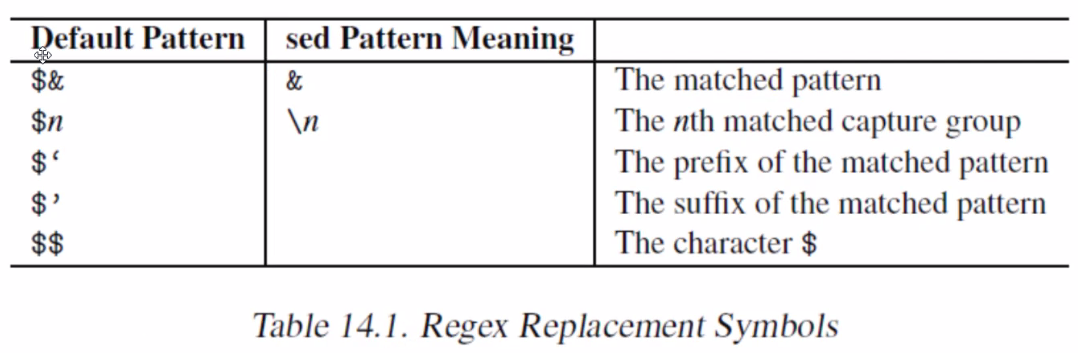 Default Pattern sed Pattern Meaning
$& & The matched pattern
$n \n The nth matched capture group
$‘ The prefix of the matched pattern
$’ The suffix of the matched pattern
$$ The character $
Table 14.1. Regex Replacement Symbols